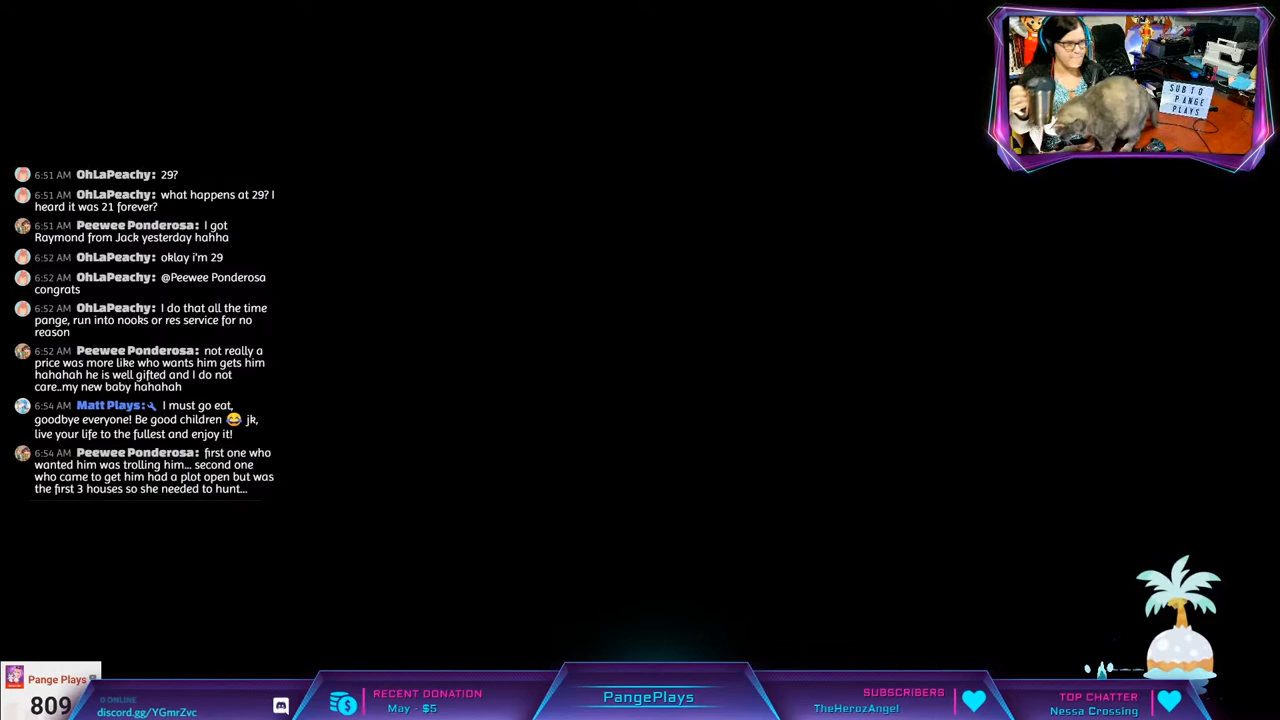 SUB TO
PANGE
PLAYS
6:51 AM OhLaPeachy: 29?
6:51 AM OhLaPeachy: what happens at 29? I
heard it was 21 forever?
6:51 AM Peewee Ponderosa: I got
Raymond from Jack yesterday hahha
6:52 AM OhLaPeachy: oklay i'm 29
6:52 AM OhLaPeachy: @Peewee Ponderosa
congrats
6:52 AM OhLaPeachy: I do that all the time
pange, run into nooks or res service for no
reason
6:52 AM Peewee Ponderosa: not really a
price was more like who wants him gets him
hahahah he is well gifted and I do not
care..my new baby hahahah
6:54 AM Matt Plays: I must go eat,
goodbye everyone! Be good children 😂 jk,
live your life to the fullest and enjoy it!
6:54 AM Peewee Ponderosa: first one who
wanted him was trolling him... second one
who came to get him had a plot open but was
the first 3 houses so she needed to hunt...
Pange Plays
809
0 ONLINE
discord.gg/YGmrZvc
RECENT DONATION
May - $5
PangePlays
SUBSCRIBERS
TheHerozAngel
TOP CHATTER
Nessa Crossing